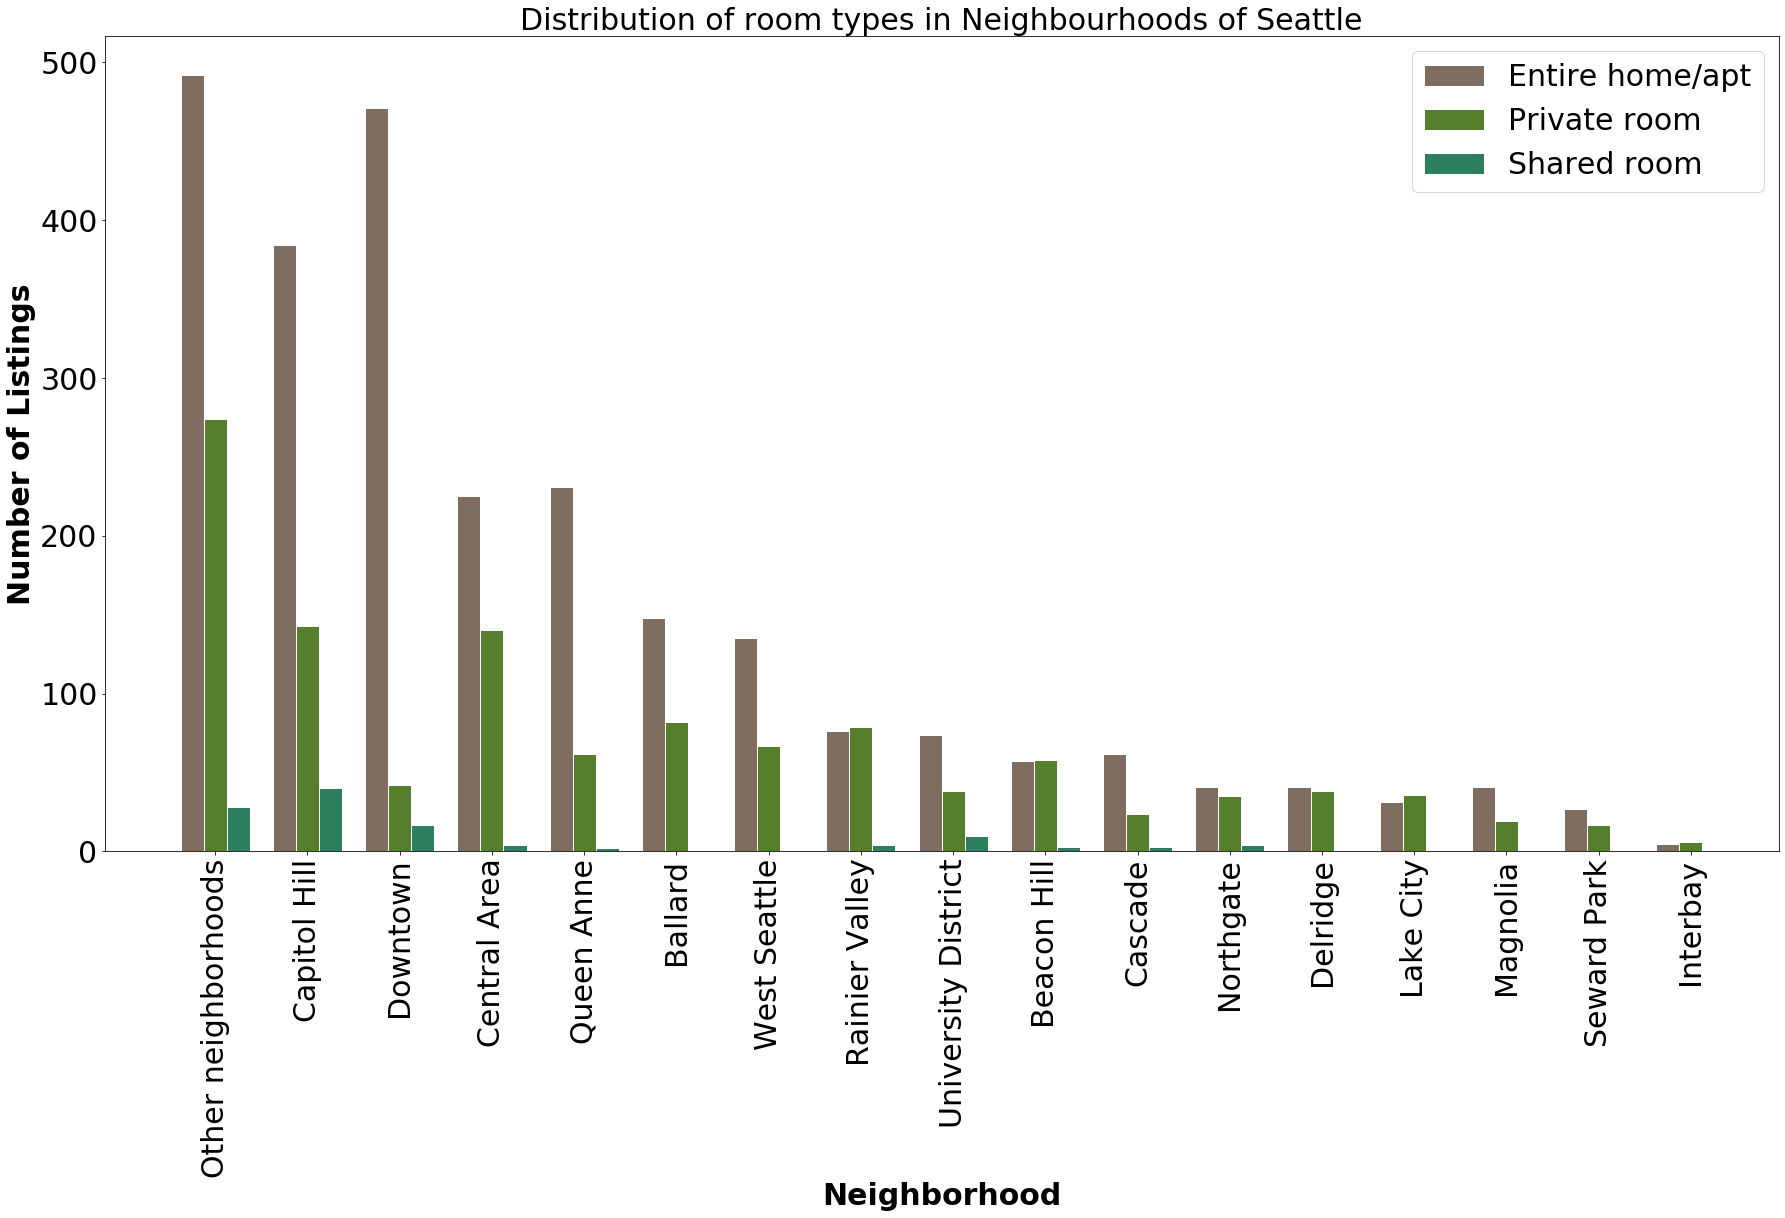 Distribution of room types in Neighbourhoods of Seattle
Entire home/apt
Private room
Shared room
Number of Listings
500
400
300
200
100
0
Other neighborhoods
Capitol Hill
Downtown
Central Area
Queen Anne
Ballard
West Seattle
Rainier Valley
University District
Beacon Hill
Cascade
Northgate
Delridge
Lake City
Magnolia
Seward Park
Interbay
Neighborhood